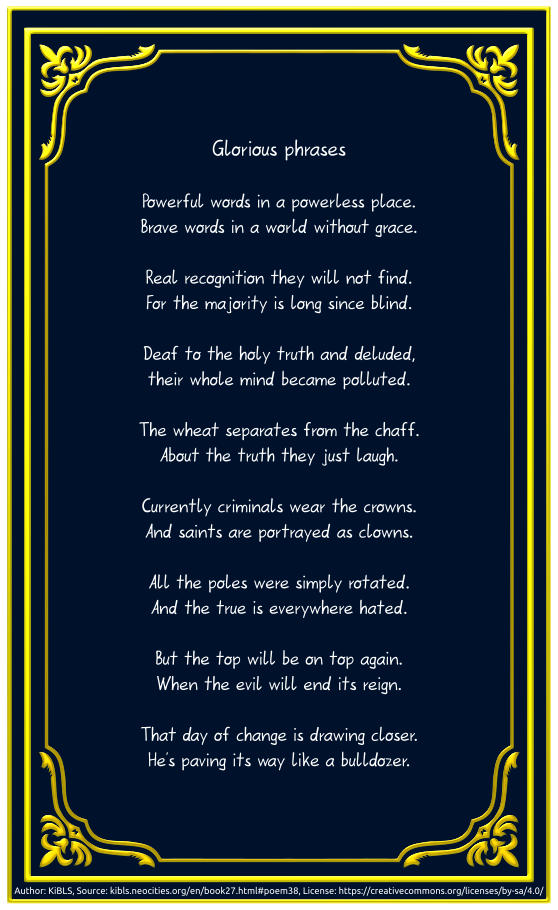 Glorious phrases
Powerful words in a powerless place.
Brave words in a world without grace.
Real recognition they will not find.
For the majority is long since blind.
Deaf to the holy truth and deluded,
their whole mind became polluted.
The wheat separates from the chaff.
About the truth they just laugh.
Currently criminals wear the crowns.
And saints are portrayed as clowns.
All the poles were simply rotated.
And the true is everywhere hated.
But the top will be on top again.
When the evil will end its reign.
That day of change is drawing closer.
He's paving its way like a bulldozer.
Author: KiBLS, Source: kibls.neocities.org/en/book27.html#poem38, License: https://creativecommons.org/licenses/by-sa/4.0/